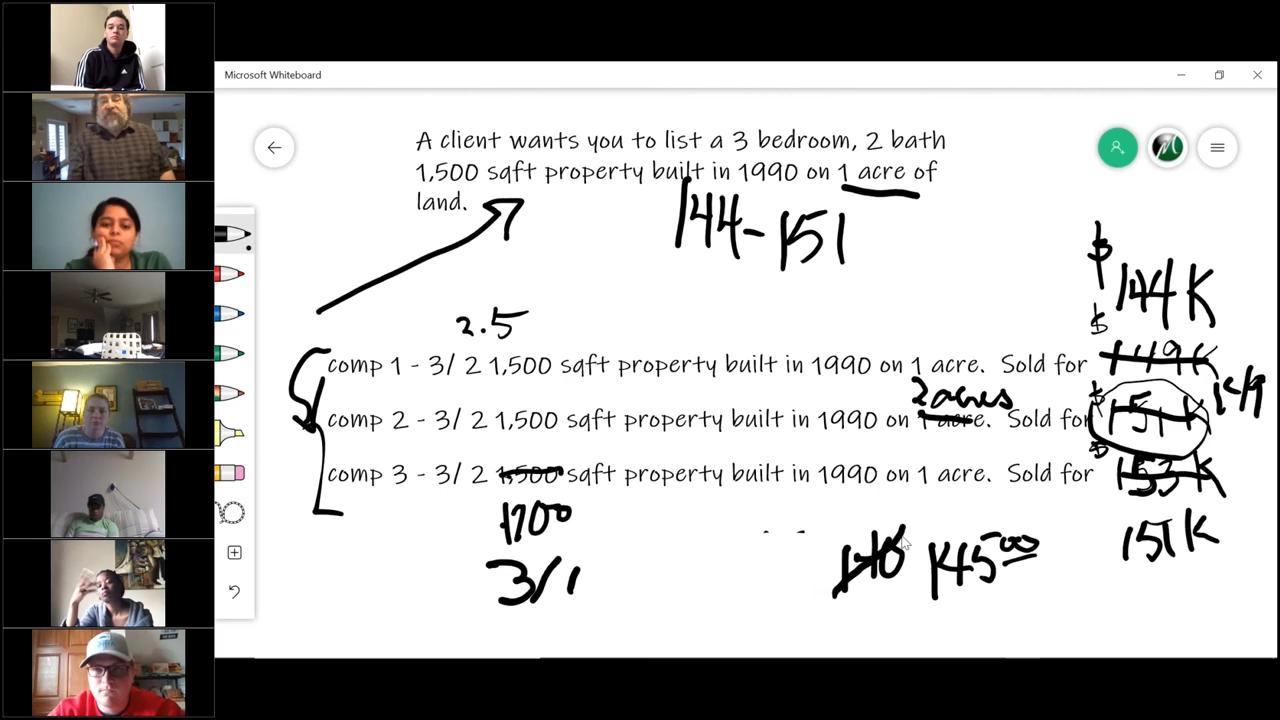 Microsoft Whiteboard
A client wants you to list a 3 bedroom, 2 bath
1,500 sqft property built in 1990 on 1 acre of
land.
144-151
$
144K
2.5
$
comp 1 - 3/ 2 1,500 sqft property built in 1990 on 1 acre. Sold for 149K
2 acres
comp 2 - 3/ 2 1,500 sqft property built in 1990 on 1 acre. Sold for $151K
comp 3 - 3/ 2 1,500 sqft property built in 1990 on 1 acre. Sold for $153K
1700
151K
140 14500
3/1